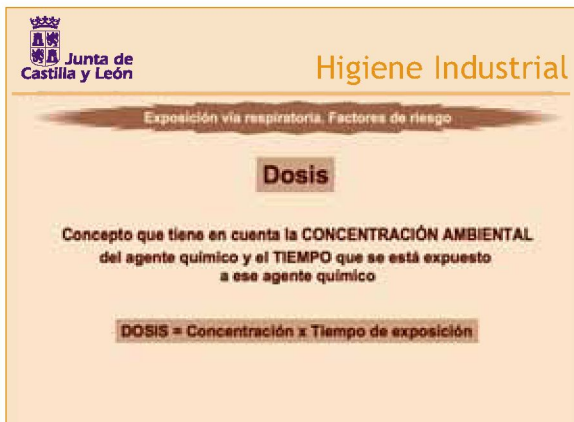 Junta de
Castilla y León
Higiene Industrial
Exposición vía respiratoria. Factores de riesgo
Dosis
Concepto que tiene en cuenta la CONCENTRACIÓN AMBIENTAL
del agente químico y el TIEMPO que se está expuesto
a ese agente químico
DOSIS = Concentración x Tiempo de exposición